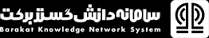 سامانه دانش گستر برکت
Barakat Knowledge Network System